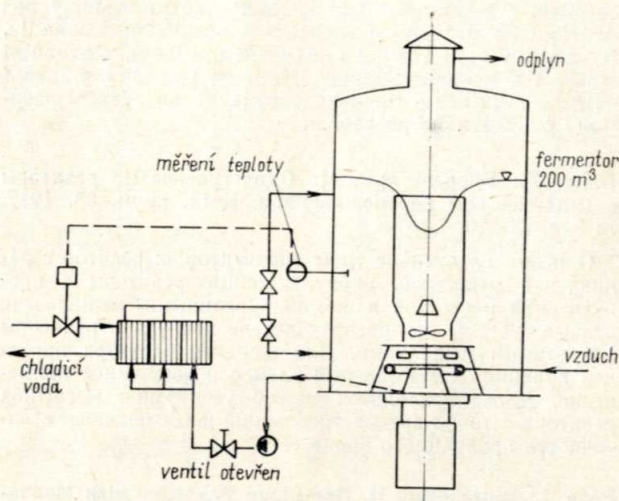 odplyn
měření teploty
fermentor
200 m³
vzduch
chladicí
voda
ventil otevřen